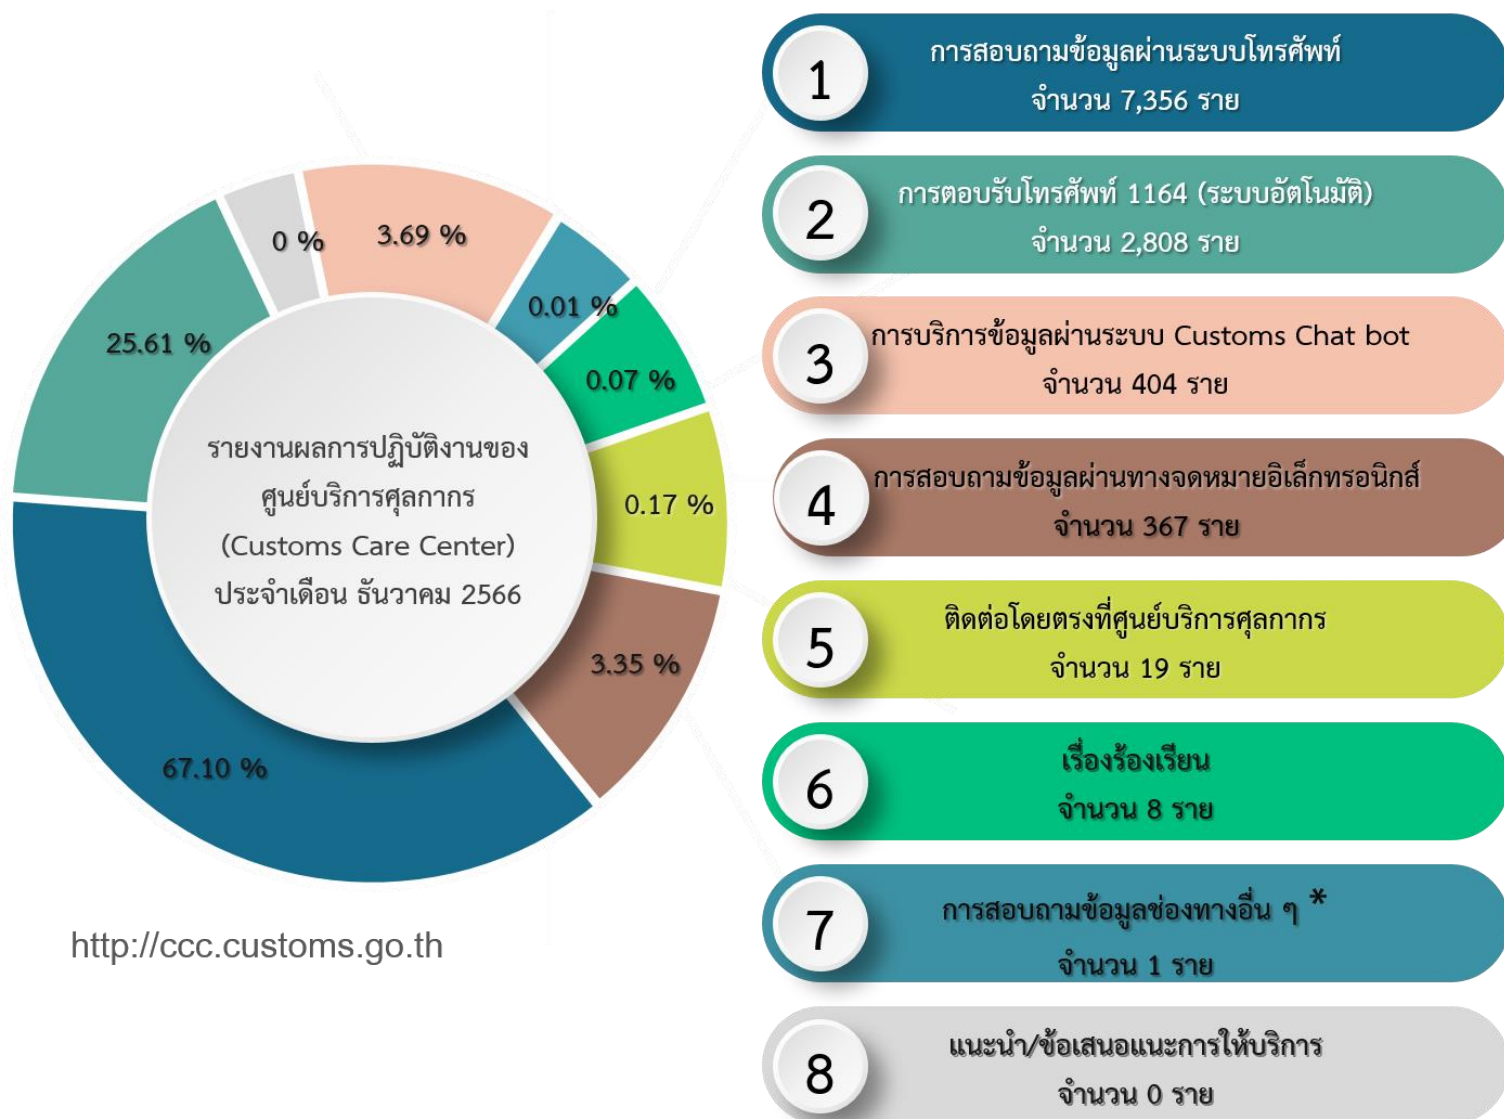 0 %
3.69 %
0.01 %
0.07 %
25.61 %
0.17 %
3.35 %
67.10 %
รายงานผลการปฏิบัติงานของ
ศูนย์บริการศุลกากร
(Customs Care Center)
ประจำเดือน ธันวาคม 2566
http://ccc.customs.go.th
1
การสอบถามข้อมูลผ่านระบบโทรศัพท์
จำนวน 7,356 ราย
2
การตอบรับโทรศัพท์ 1164 (ระบบอัตโนมัติ)
จำนวน 2,808 ราย
3
การบริการข้อมูลผ่านระบบ Customs Chat bot
จำนวน 404 ราย
4
การสอบถามข้อมูลผ่านทางจดหมายอิเล็กทรอนิกส์
จำนวน 367 ราย
5
ติดต่อโดยตรงที่ศูนย์บริการศุลกากร
จำนวน 19 ราย
6
เรื่องร้องเรียน
จำนวน 8 ราย
7
การสอบถามข้อมูลช่องทางอื่น ๆ *
จำนวน 1 ราย
8
แนะนำ/ข้อเสนอแนะการให้บริการ
จำนวน 0 ราย